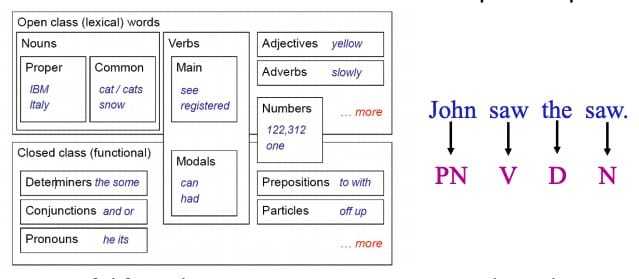 Open class (lexical) words
Nouns
Proper
IBM
Italy
Common
cat / cats
snow
Verbs
Main
see
registered
Adjectives yellow
Adverbs slowly
Numbers
122,312
one
... more
Closed class (functional)
Determiners the some
Conjunctions and or
Pronouns he its
Modals
can
had
Prepositions to with
Particles off up
... more
John saw the saw.
PN V D N